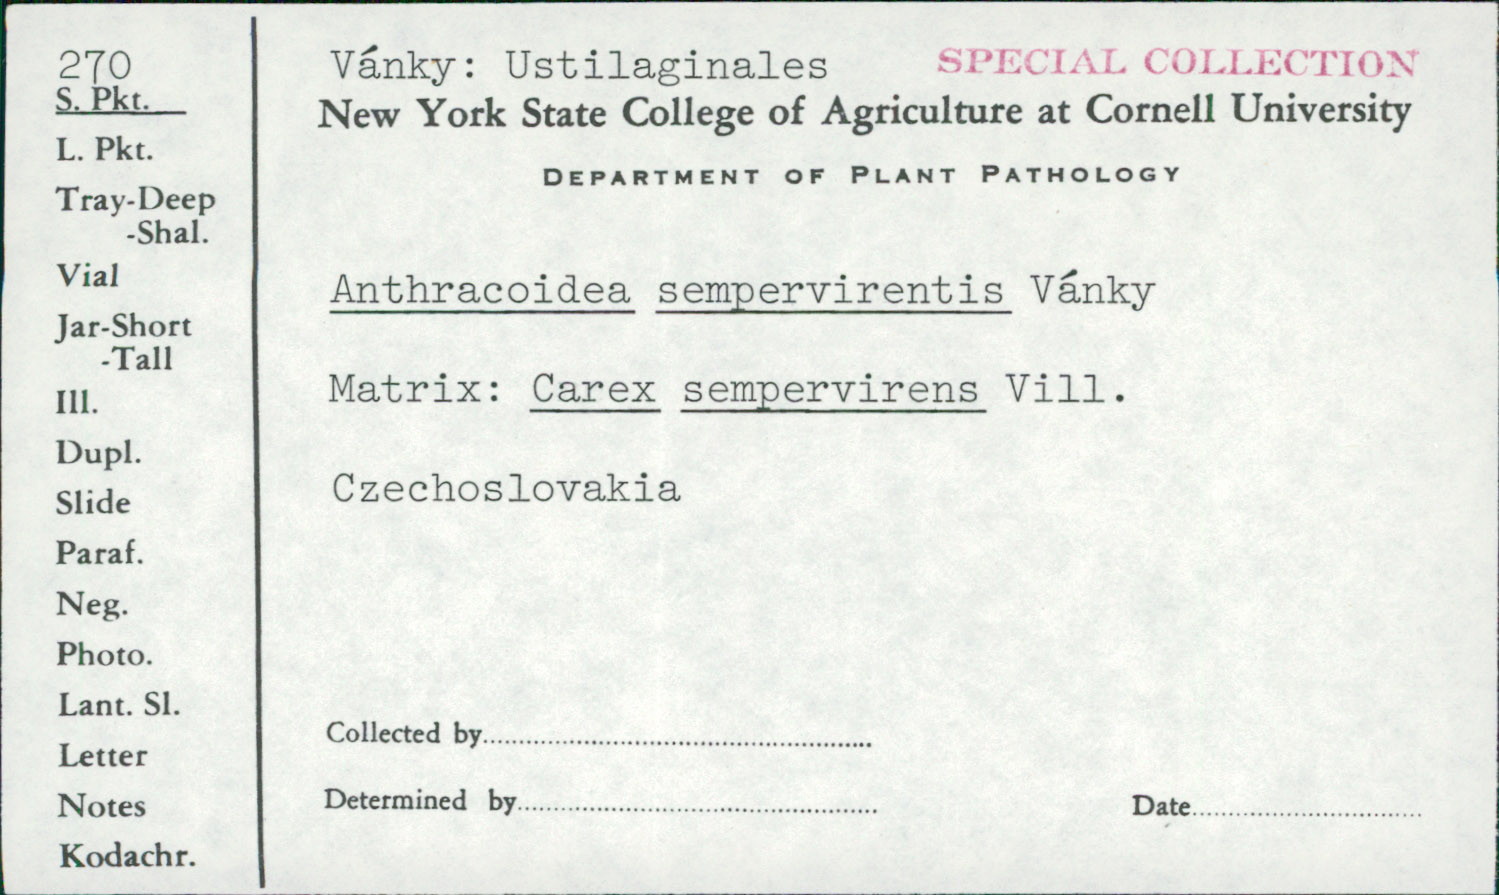 270
S. Pkt.
L. Pkt.
Tray-Deep
-Shal.
Vial
Jar-Short
-Tall
Ill.
Dupl.
Slide
Paraf.
Neg.
Photo.
Lant. Sl.
Letter
Notes
Kodachr.
Vánky: Ustilaginales SPECIAL COLLECTION
New York State College of Agriculture at Cornell University
DEPARTMENT OF PLANT PATHOLOGY
Anthracoidea sempervirentis Vánky
Matrix: Carex sempervirens Vill.
Czechoslovakia
Collected by
Determined by
Date